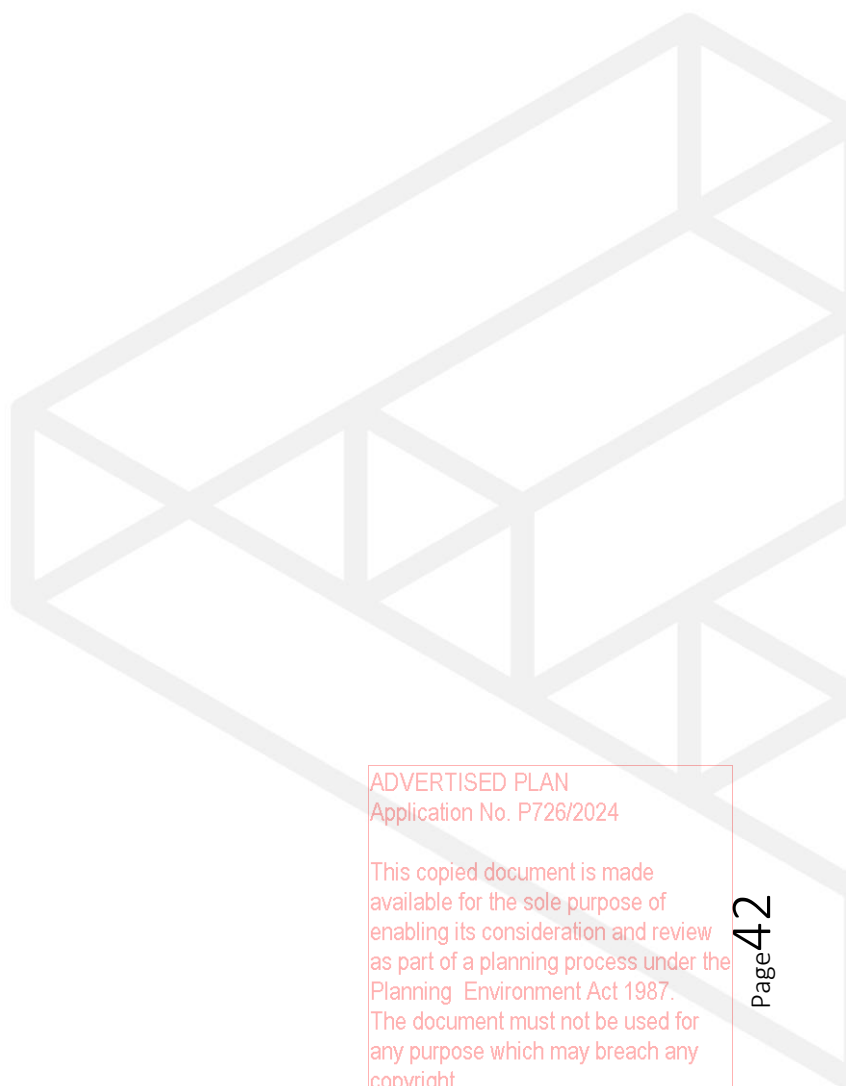 ADVERTISED PLAN
Application No. P726/2024
This copied document is made
available for the sole purpose of
enabling its consideration and review
as part of a planning process under the
Planning  Environment Act 1987.
The document must not be used for
any purpose which may breach any
copyright
Page42